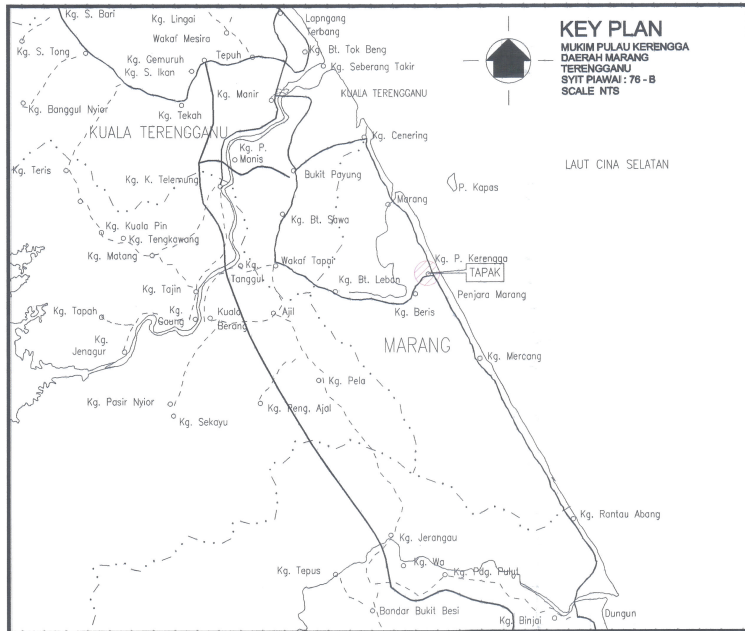 KEY PLAN
MUKIM PULAU KERENGGA
DAERAH MARANG
TERENGGANU
SYIT PIAWAI : 76 - B
SCALE NTS
Kg. S. Bari
Kg. Lingai
Lapngang
Terbang
Wakaf Mesira
Kg. S. Tong
Kg. Gemuruh
Tepuh
Kg. Bt. Tok Beng
Kg. S. Ikan
Kg. Seberang Takir
Kg. Manir
KUALA TERENGGANU
Kg. Banggul Nyior
Kg. Tekah
KUALA TERENGGANU
Kg. Cenering
Kg. P.
Manis
LAUT CINA SELATAN
Kg. Teris
Kg. K. Telemung
Bukit Payung
P. Kapas
Marang
Kg. Kuala Pin
Kg. Bt. Sawa
Kg. Tengkawang
Kg. Matang
Kg.
Tanggul
Wakaf Tapai
Kg. P. Kerengga
TAPAK
Kg. Tajin
Kg. Bt. Leban
Penjara Marang
Kg. Beris
Kg. Tapah
Kg.
Gaung
Kuala
Berang
Ajil
Kg.
Jenagur
MARANG
Kg. Mercang
Kg. Pela
Kg. Pasir Nyior
Kg. Reng, Ajal
Kg. Sekayu
Kg. Rantau Abang
Kg. Jerangau
Kg. Wa
Kg. Tepus
Kg. Pdg. Pulut
Bandar Bukit Besi
Kg. Binjai
Dungun